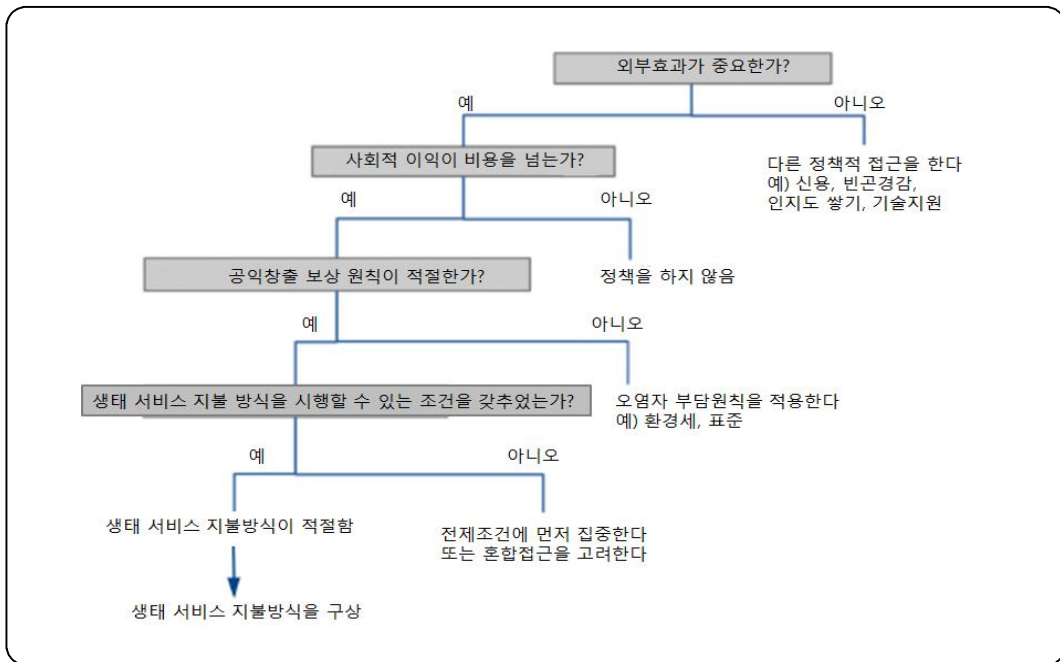 외부효과가 중요한가?
예
아니오
사회적 이익이 비용을 넘는가?
다른 정책적 접근을 한다
예) 신용, 빈곤경감,
인지도 쌓기, 기술지원
예
아니오
공익창출 보상 원칙이 적절한가?
정책을 하지 않음
예
아니오
생태 서비스 지불 방식을 시행할 수 있는 조건을 갖추었는가?
오염자 부담원칙을 적용한다
예) 환경세, 표준
예
아니오
생태 서비스 지불방식이 적절함
전제조건에 먼저 집중한다
또는 혼합접근을 고려한다
생태 서비스 지불방식을 구상